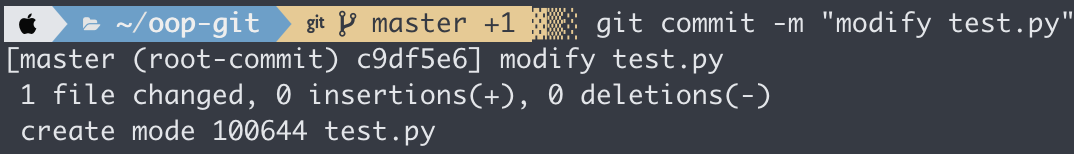 ~/oop-git git master +1 git commit -m "modify test.py"
[master (root-commit) c9df5e6] modify test.py
1 file changed, 0 insertions(+), 0 deletions(-)
create mode 100644 test.py